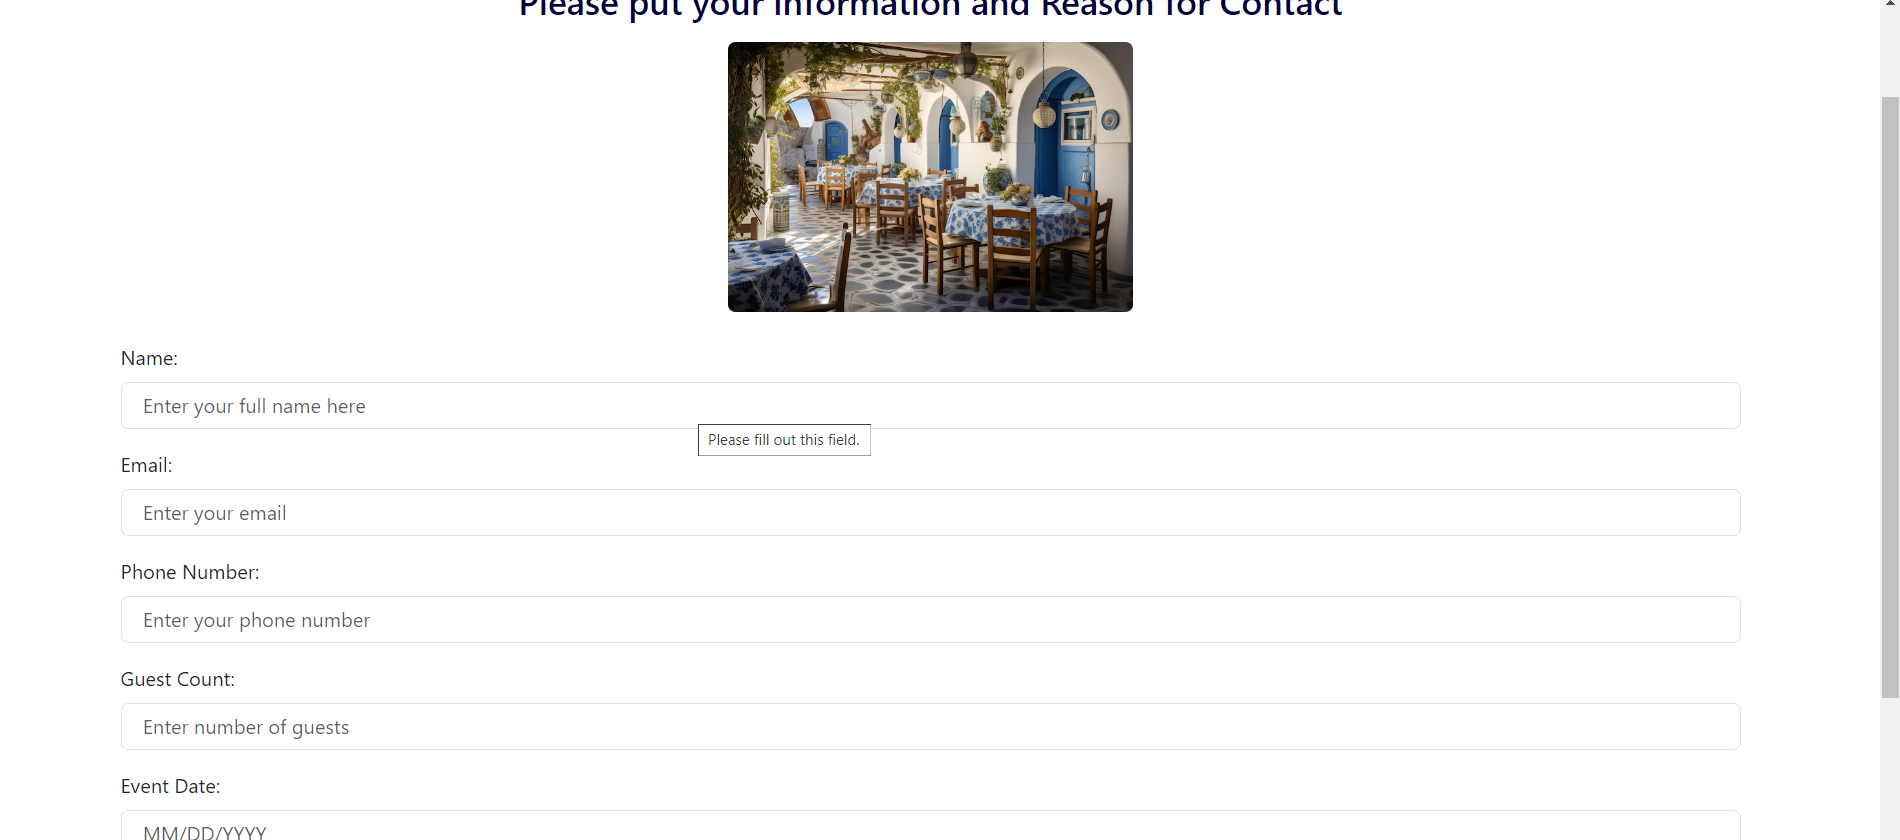 Please put your Information and Reason for Contact
Name:
Enter your full name here
Please fill out this field.
Email:
Enter your email
Phone Number:
Enter your phone number
Guest Count:
Enter number of guests
Event Date:
MM/DD/YYYY